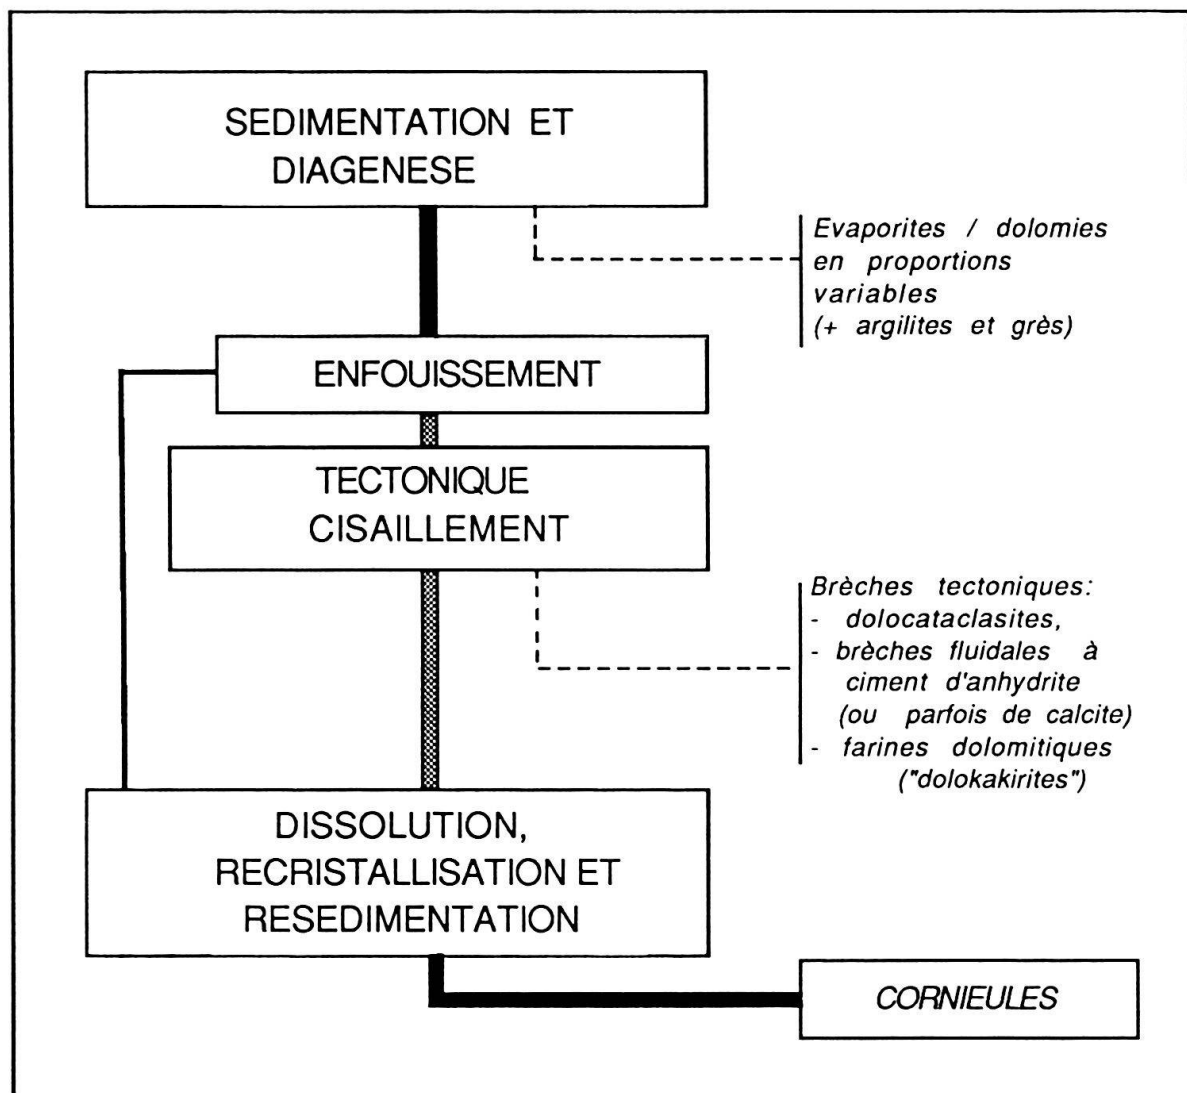 SEDIMENTATION ET
DIAGENESE
Evaporites / dolomies
en proportions
variables
(+ argilites et grès)
ENFOUISSEMENT
TECTONIQUE
CISAILLEMENT
Brèches tectoniques:
- dolocataclasites,
- brèches fluidales à
ciment d'anhydrite
(ou parfois de calcite)
- farines dolomitiques
("dolokakirites")
DISSOLUTION,
RECRISTALLISATION ET
RESEDIMENTATION
CORNIEULES